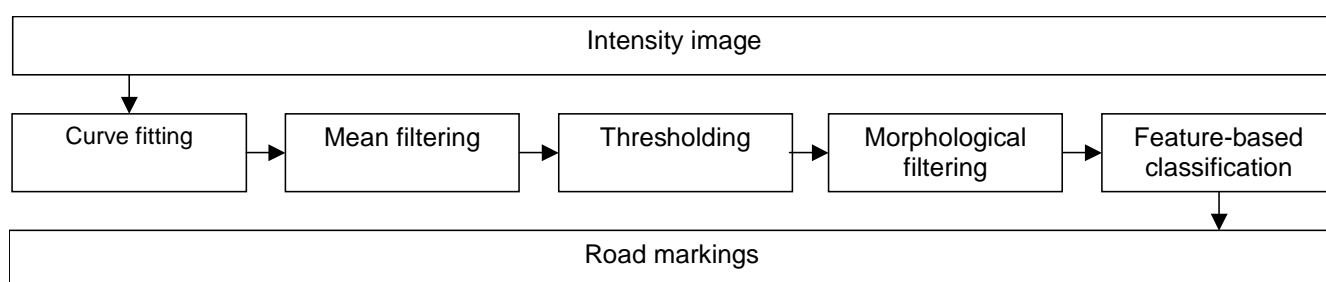 Intensity image
Curve fitting
Mean filtering
Thresholding
Morphological
filtering
Feature-based
classification
Road markings